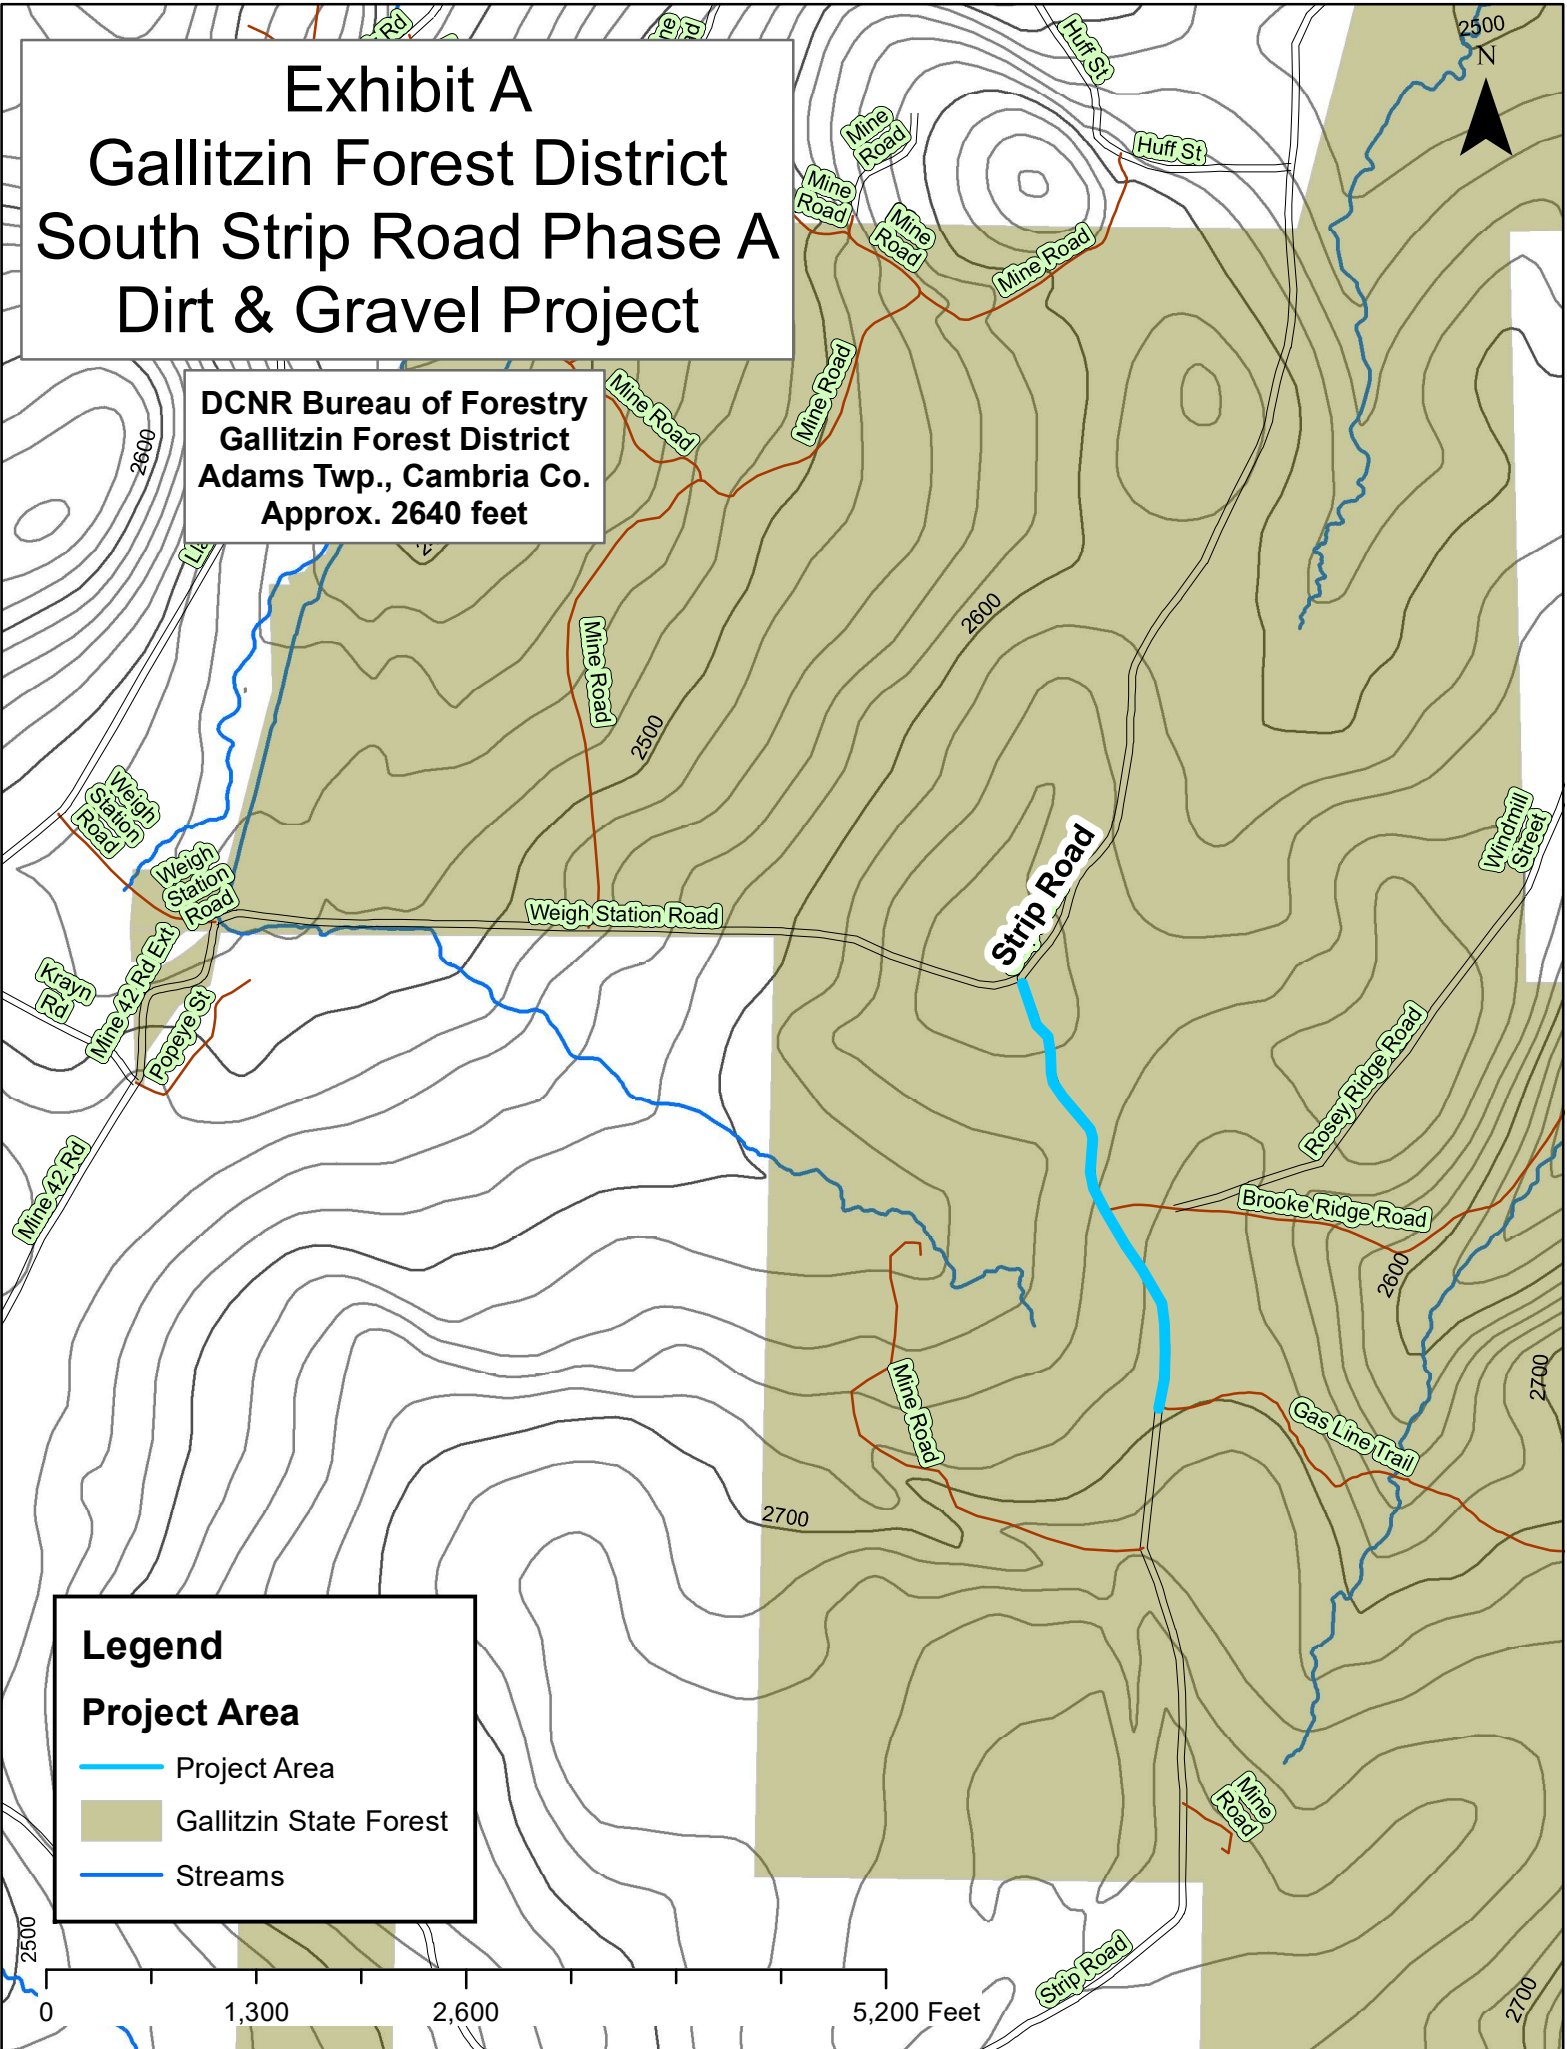 Rd
Huff St
2500
N
Exhibit A
Gallitzin Forest District
South Strip Road Phase A
Dirt & Gravel Project
Mine
Road
Huff St
Mine
Road
Mine
Road
Mine Road
DCNR Bureau of Forestry
Gallitzin Forest District
Adams Twp., Cambria Co.
Approx. 2640 feet
2600
Mine Road
Mine Road
2600
Mine Road
2500
Weigh
Station
Road
Weigh
Station
Road
Weigh Station Road
Strip Road
Windmill
Street
Krayn
Rd
Mine 42 Rd Ext
Popeye St
Mine 42 Rd
Rosey Ridge Road
Brooke Ridge Road
2600
2700
Mine Road
Gas Line Trail
2700
Legend
Project Area
Project Area
Gallitzin State Forest
Streams
Mine
Road
2500
Strip Road
2700
0
1,300
2,600
5,200 Feet